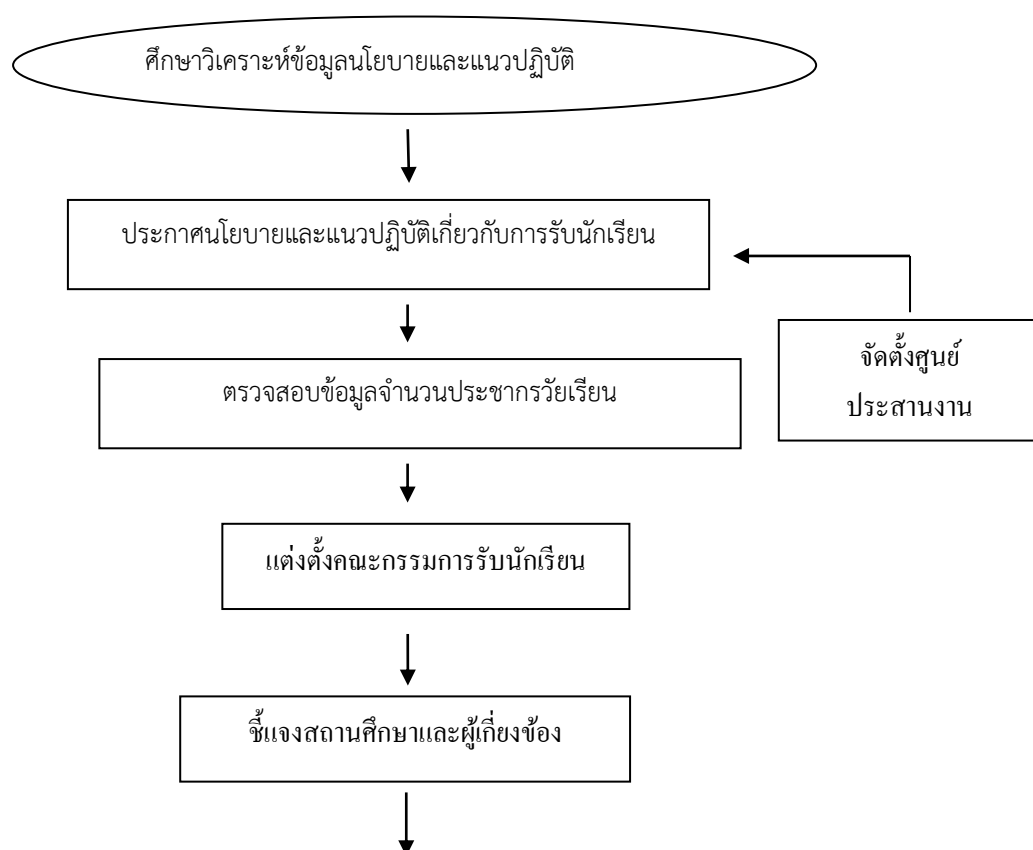 ศึกษาวิเคราะห์ข้อมูลนโยบายและแนวปฏิบัติ
ประกาศนโยบายและแนวปฏิบัติเกี่ยวกับการรับนักเรียน
จัดตั้งศูนย์
ประสานงาน
ตรวจสอบข้อมูลจำนวนประชากรวัยเรียน
แต่งตั้งคณะกรรมการรับนักเรียน
ชี้แจงสถานศึกษาและผู้เกี่ยงข้อง